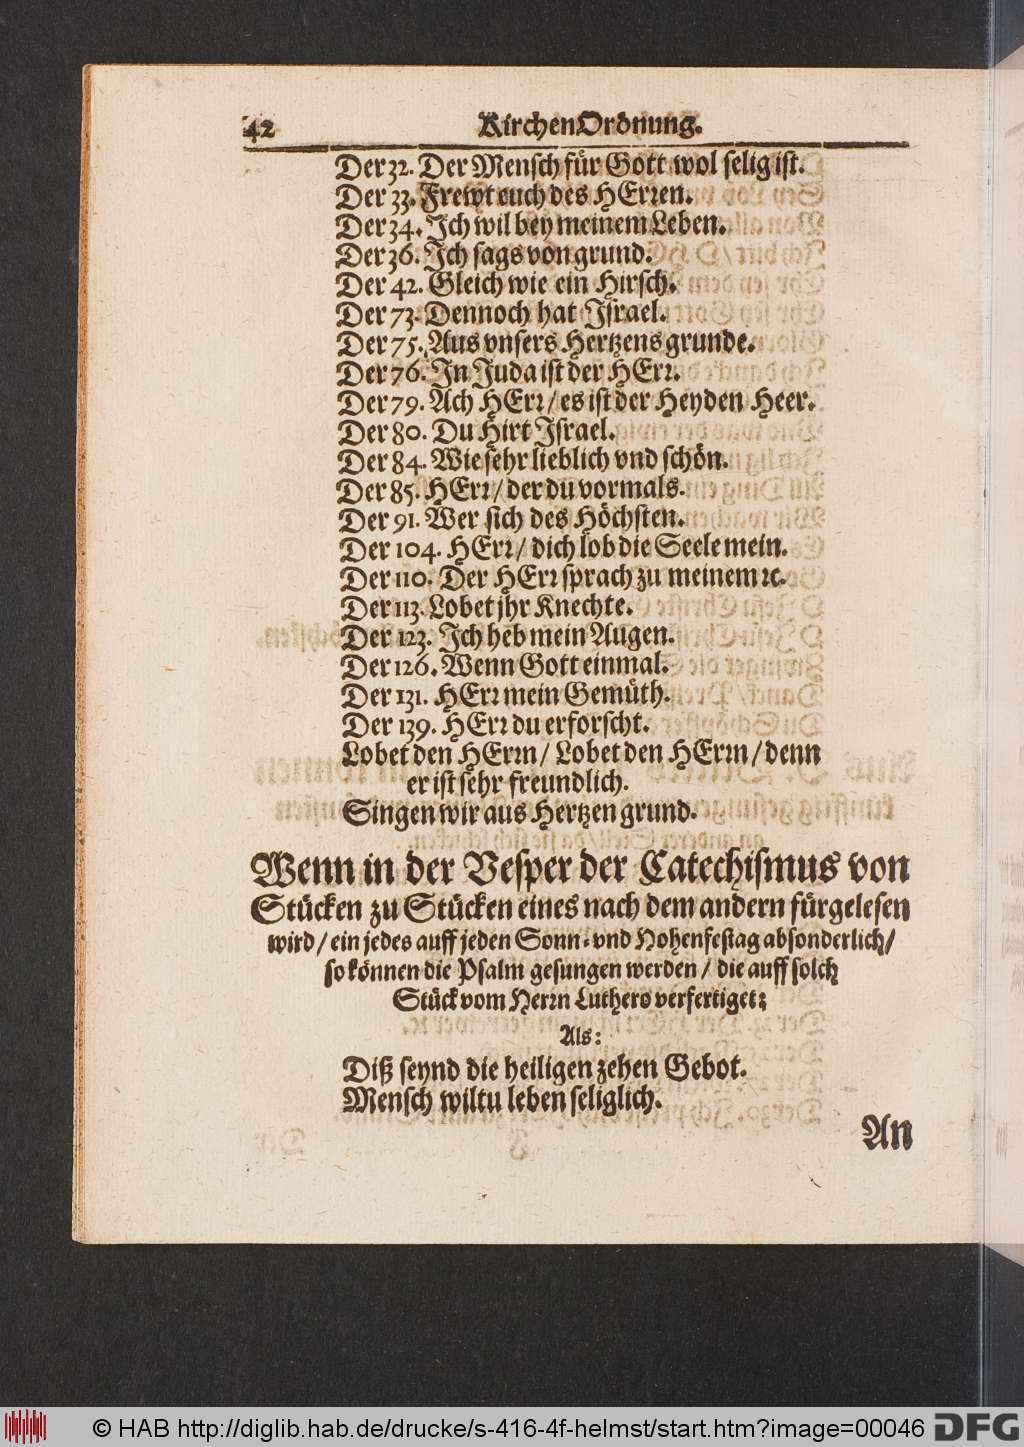 42 KirchenOrdnung.
Der 32. Der Mensch für Gott wol selig ist.
Der 33. Frewt euch des HErren.
Der 34. Ich wil bey meinem Leben.
Der 36. Ich sags von grund.
Der 42. Gleich wie ein Hirsch.
Der 73. Dennoch hat Israel.
Der 75. Aus vnsers Hertzens grunde.
Der 76. In Juda ist der HErr.
Der 79. Ach HErr / es ist der Heyden Heer.
Der 80. Du Hirt Israel.
Der 84. Wie sehr lieblich vnd schön.
Der 85. HErr / der du vormals.
Der 91. Wer sich des Höchsten.
Der 104. HErr / dich lob die Seele mein.
Der 110. Der HErr sprach zu meinem ꝛc.
Der 113. Lobet jhr Knechte.
Der 123. Ich heb mein Augen.
Der 126. Wenn Gott einmal.
Der 131. HErr mein Gemüth.
Der 139. HErr du erforscht.
Lobet den HErrn / Lobet den HErrn / denn
er ist sehr freundlich.
Singen wir aus Hertzen grund.
Wenn in der Vesper der Catechismus von
Stücken zu Stücken eines nach dem andern fürgelesen
wird / ein jedes auff jeden Sonn- vnd Hohenfestag absonderlich /
so können die Psalm gesungen werden / die auff solch
Stück vom Herrn Luthero verfertiget;
Als:
Diß seynd die heiligen zehen Gebot.
Mensch wiltu leben seliglich.
An
© HAB http://diglib.hab.de/drucke/s-416-4f-helmst/start.htm?image=00046 DFG